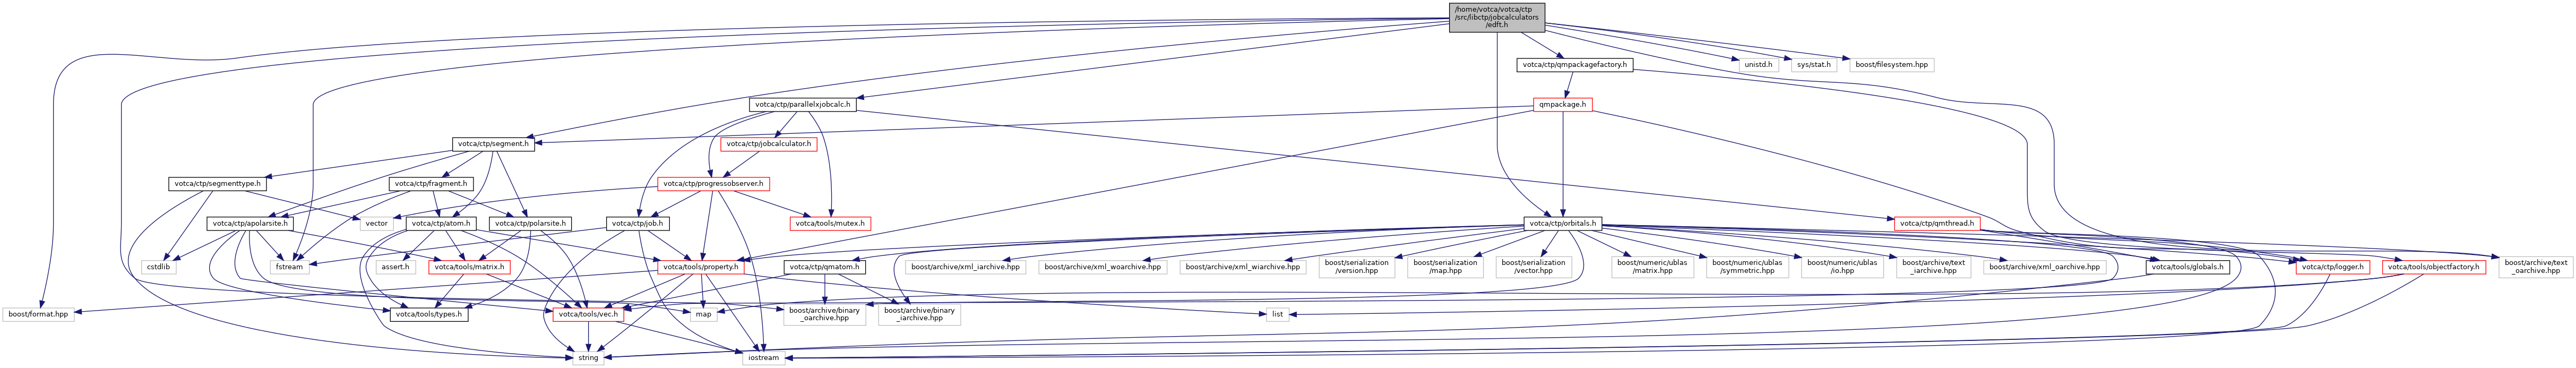 /home/votca/votca/ctp
/src/libctp/jobcalculators
/edft.h
votca/ctp/qmpackagefactory.h
unistd.h
sys/stat.h
boost/filesystem.hpp
votca/ctp/parallelxjobcalc.h
qmpackage.h
votca/ctp/segment.h
votca/ctp/jobcalculator.h
votca/ctp/segmenttype.h
votca/ctp/fragment.h
votca/ctp/progressobserver.h
votca/ctp/apolarsite.h
vector
votca/ctp/atom.h
votca/ctp/polarsite.h
votca/ctp/job.h
votca/tools/mutex.h
votca/ctp/orbitals.h
votca/ctp/qmthread.h
cstdlib
fstream
assert.h
votca/tools/matrix.h
votca/tools/property.h
votca/ctp/qmatom.h
boost/archive/xml_iarchive.hpp
boost/archive/xml_woarchive.hpp
boost/archive/xml_wiarchive.hpp
boost/serialization
/version.hpp
boost/serialization
/map.hpp
boost/serialization
/vector.hpp
boost/numeric/ublas
/matrix.hpp
boost/numeric/ublas
/symmetric.hpp
boost/numeric/ublas
/io.hpp
boost/archive/text
_iarchive.hpp
boost/archive/xml_oarchive.hpp
votca/tools/globals.h
votca/ctp/logger.h
votca/tools/objectfactory.h
boost/archive/text
_oarchive.hpp
boost/format.hpp
votca/tools/types.h
votca/tools/vec.h
map
boost/archive/binary
_oarchive.hpp
boost/archive/binary
_iarchive.hpp
list
string
iostream